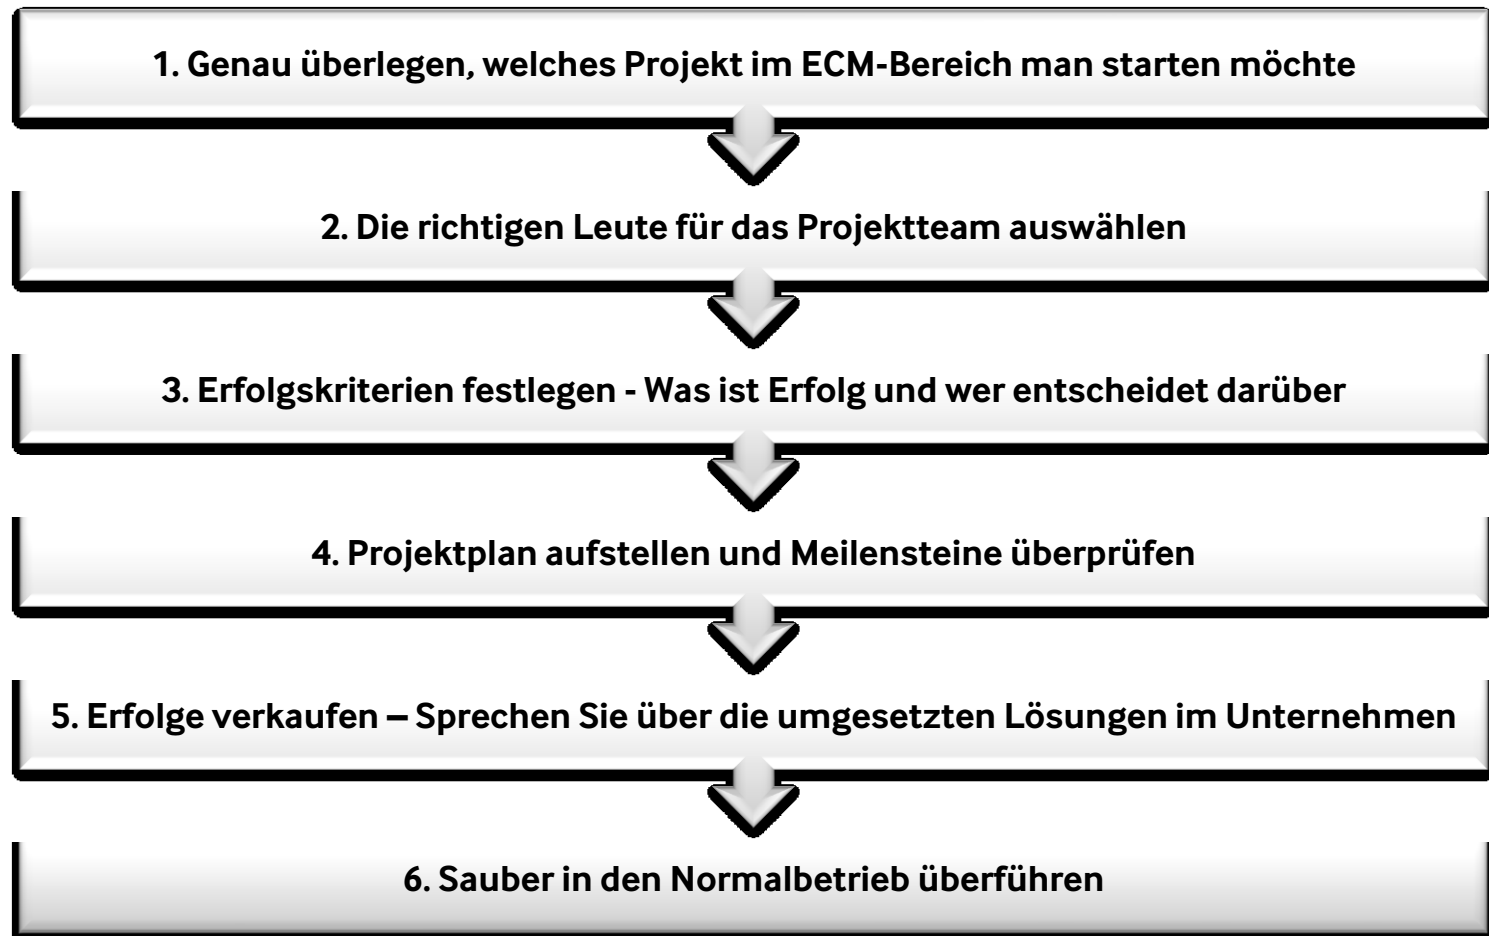 1. Genau überlegen, welches Projekt im ECM-Bereich man starten möchte
2. Die richtigen Leute für das Projektteam auswählen
3. Erfolgskriterien festlegen - Was ist Erfolg und wer entscheidet darüber
4. Projektplan aufstellen und Meilensteine überprüfen
5. Erfolge verkaufen – Sprechen Sie über die umgesetzten Lösungen im Unternehmen
6. Sauber in den Normalbetrieb überführen